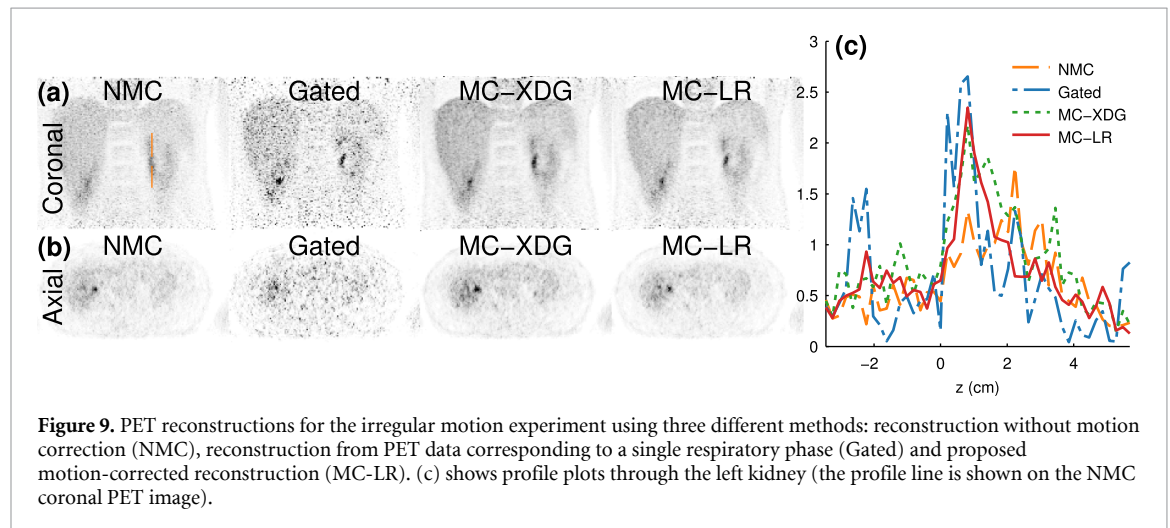 (a) NMC Gated MC−XDG MC−LR
Coronal
(b) NMC Gated MC−XDG MC−LR
Axial
(c)
3
2.5
2
1.5
1
0.5
0
−2 0 2 4
z (cm)
NMC
Gated
MC−XDG
MC−LR
Figure 9. PET reconstructions for the irregular motion experiment using three different methods: reconstruction without motion
correction (NMC), reconstruction from PET data corresponding to a single respiratory phase (Gated) and proposed
motion-corrected reconstruction (MC-LR). (c) shows profile plots through the left kidney (the profile line is shown on the NMC
coronal PET image).